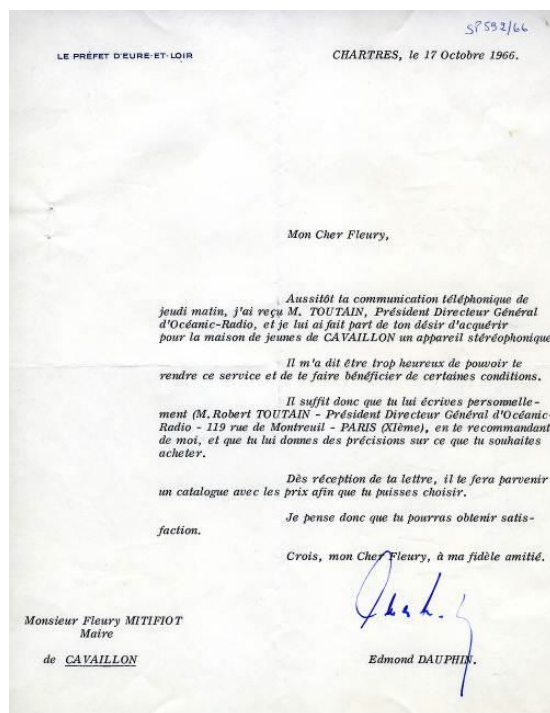 SP 592/66
LE PRÉFET D'EURE-ET-LOIR
CHARTRES, le 17 Octobre 1966.
Mon Cher Fleury,
Aussitôt ta communication téléphonique de
jeudi matin, j'ai reçu M. TOUTAIN, Président Directeur Général
d'Océanic-Radio, et je lui ai fait part de ton désir d'acquérir
pour la maison de jeunes de CAVAILLON un appareil stéréophonique
Il m'a dit être trop heureux de pouvoir te
rendre ce service et de te faire bénéficier de certaines conditions.
Il suffit donc que tu lui écrives personnelle-
ment (M. Robert TOUTAIN - Président Directeur Général d'Océanic-
Radio - 119 rue de Montreuil - PARIS (XIème), en te recommandant
de moi, et que tu lui donnes des précisions sur ce que tu souhaites
acheter.
Dès réception de ta lettre, il te fera parvenir
un catalogue avec les prix afin que tu puisses choisir.
Je pense donc que tu pourras obtenir satis-
faction.
Crois, mon Cher Fleury, à ma fidèle amitié.
Monsieur Fleury MITIFIOT
Maire
de CAVAILLON
Edmond DAUPHIN.